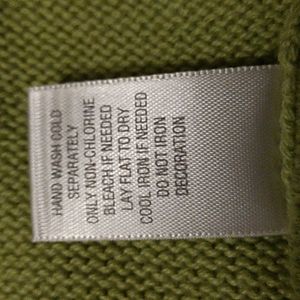 HAND WASH COLD
SEPARATELY
ONLY NON-CHLORINE
BLEACH IF NEEDED
LAY FLAT TO DRY
COOL IRON IF NEEDED
DO NOT IRON
DECORATION